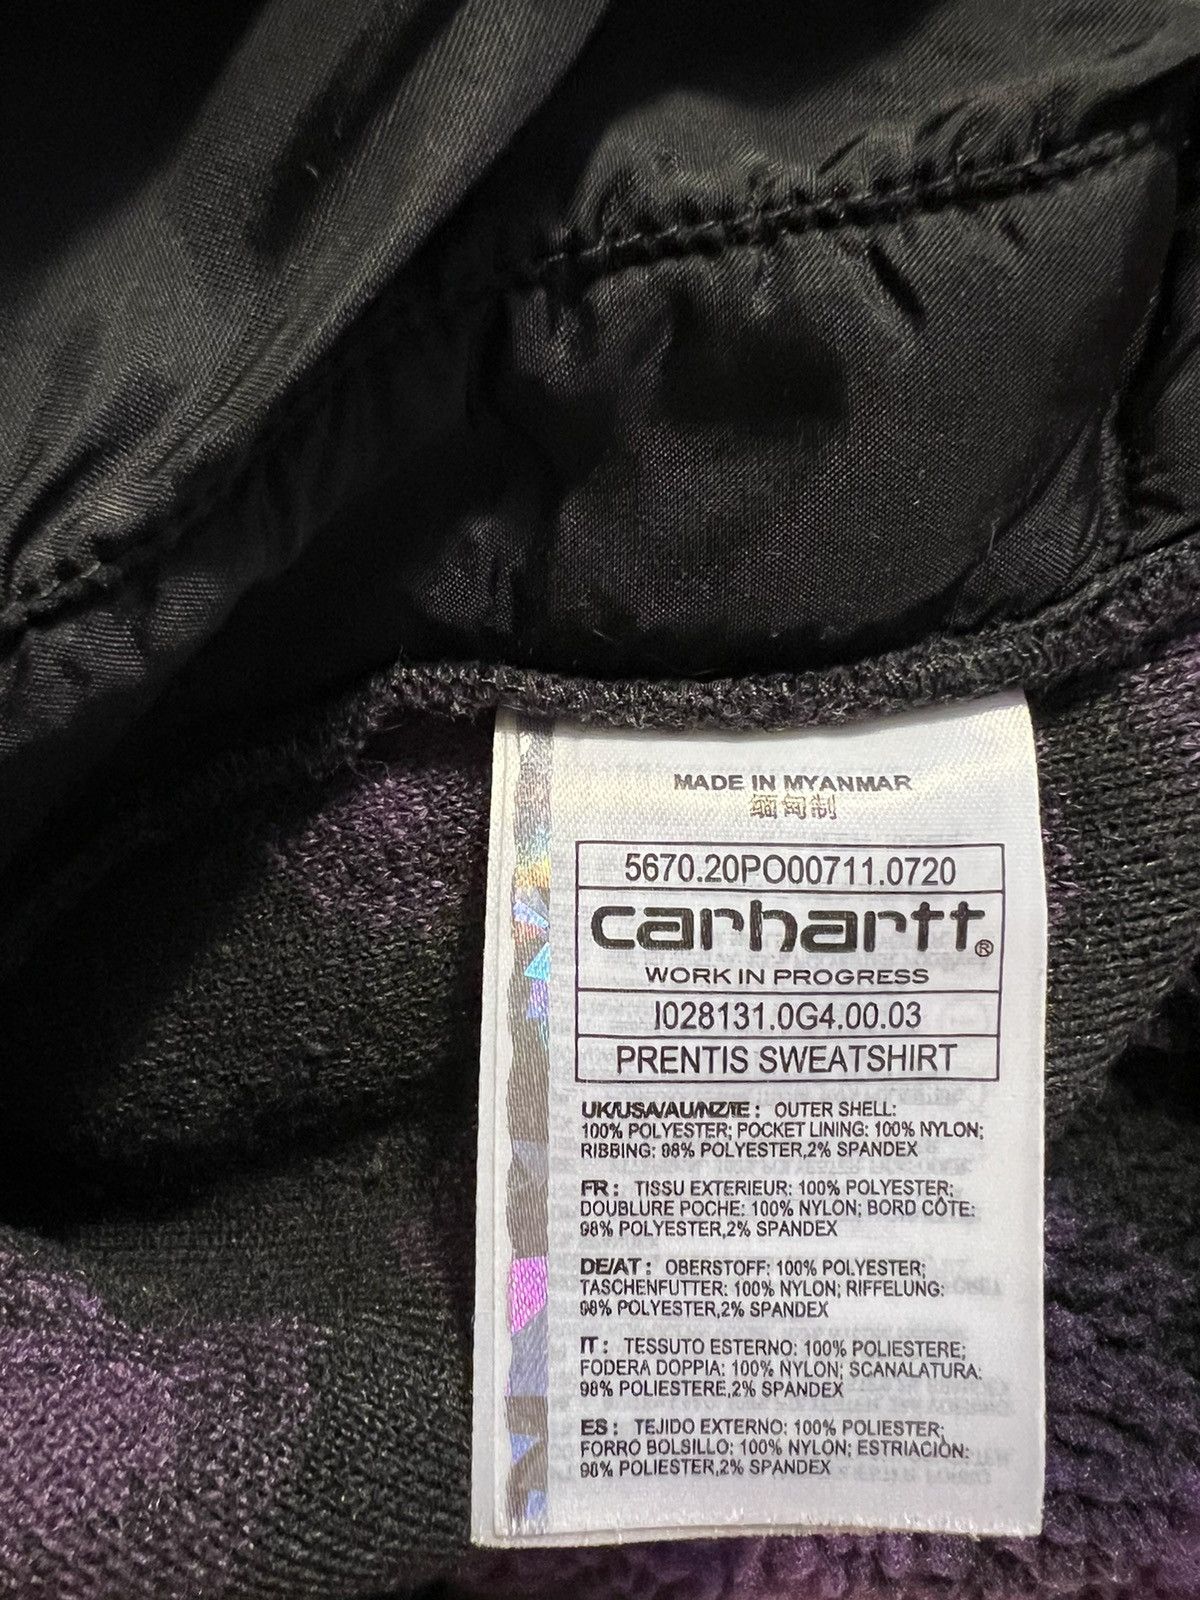 MADE IN MYANMAR
缅甸制
5670.20PO00711.0720
carhartt®
WORK IN PROGRESS
I028131.0G4.00.03
PRENTIS SWEATSHIRT
UK/USA/AU/NZ/IE: OUTER SHELL:
100% POLYESTER; POCKET LINING: 100% NYLON;
RIBBING: 98% POLYESTER,2% SPANDEX
FR: TISSU EXTERIEUR: 100% POLYESTER;
DOUBLURE POCHE: 100% NYLON; BORD CÔTE:
98% POLYESTER,2% SPANDEX
DE/AT: OBERSTOFF: 100% POLYESTER;
TASCHENFUTTER: 100% NYLON; RIFFELUNG:
98% POLYESTER,2% SPANDEX
IT: TESSUTO ESTERNO: 100% POLIESTERE;
FODERA DOPPIA: 100% NYLON; SCANALATURA:
98% POLIESTERE,2% SPANDEX
ES: TEJIDO EXTERNO: 100% POLIESTER;
FORRO BOLSILLO: 100% NYLON; ESTRIACIÒN:
98% POLIESTER,2% SPANDEX